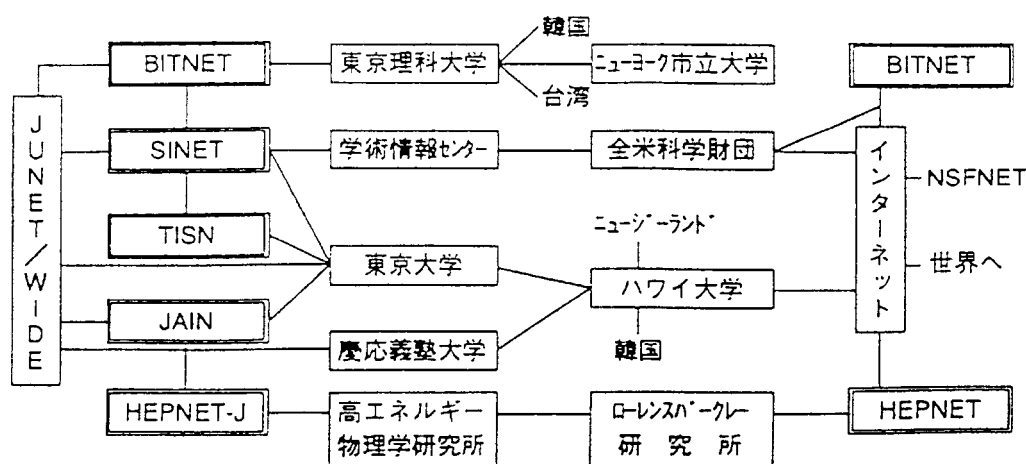 韓国
BITNET
東京理科大学
ニューヨーク市立大学
BITNET
台湾
JUNET/WIDE
SINET
学術情報センター
全米科学財団
インターネット
NSFNET
TISN
ニュージーランド
東京大学
ハワイ大学
世界へ
JAIN
慶応義塾大学
韓国
HEPNET-J
高エネルギー
物理学研究所
ローレンスバークレー
研究所
HEPNET